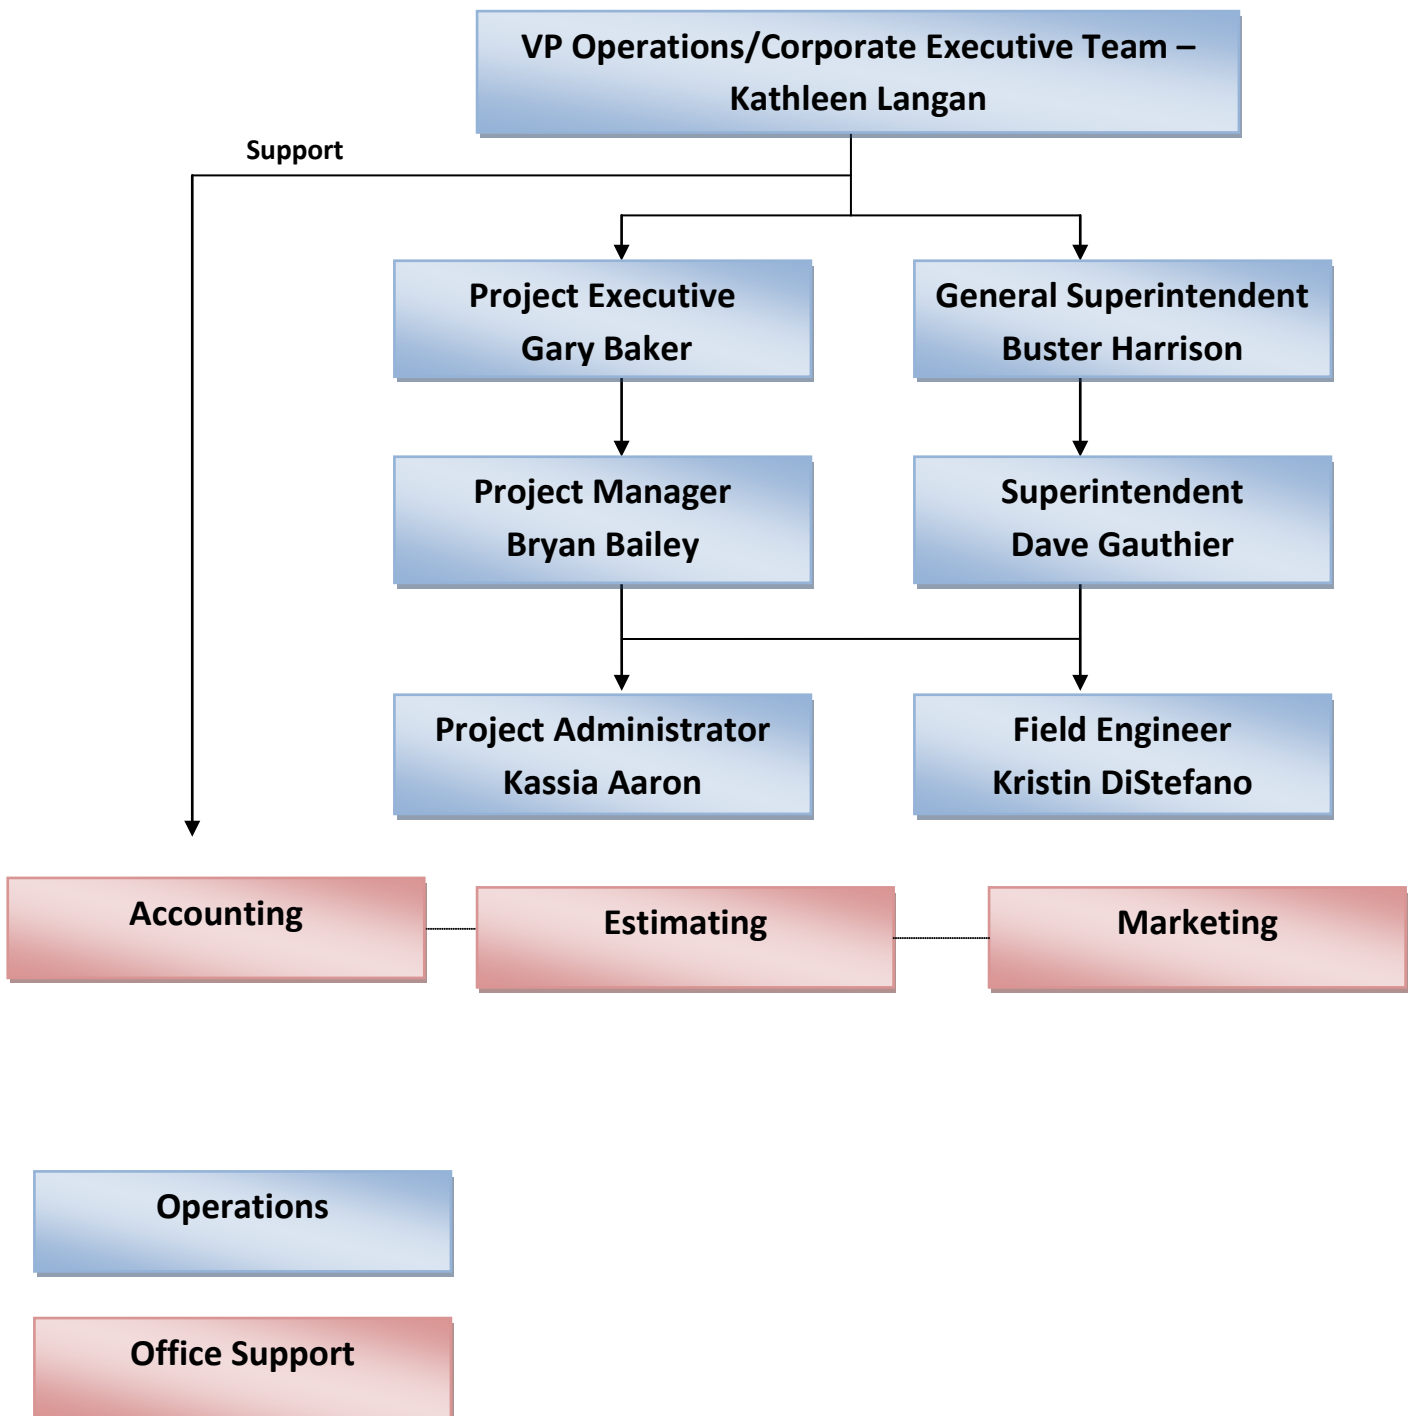 VP Operations/Corporate Executive Team –
Kathleen Langan
Support
Project Executive
Gary Baker
General Superintendent
Buster Harrison
Project Manager
Bryan Bailey
Superintendent
Dave Gauthier
Project Administrator
Kassia Aaron
Field Engineer
Kristin DiStefano
Accounting
Estimating
Marketing
Operations
Office Support